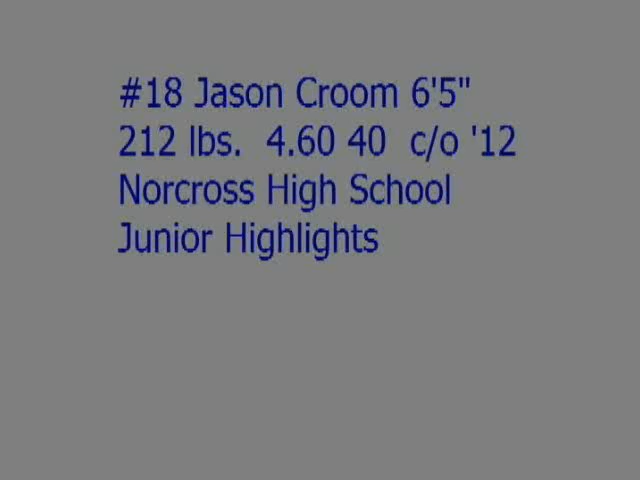 #18 Jason Croom 6'5"
212 lbs.  4.60 40  c/o '12
Norcross High School
Junior Highlights